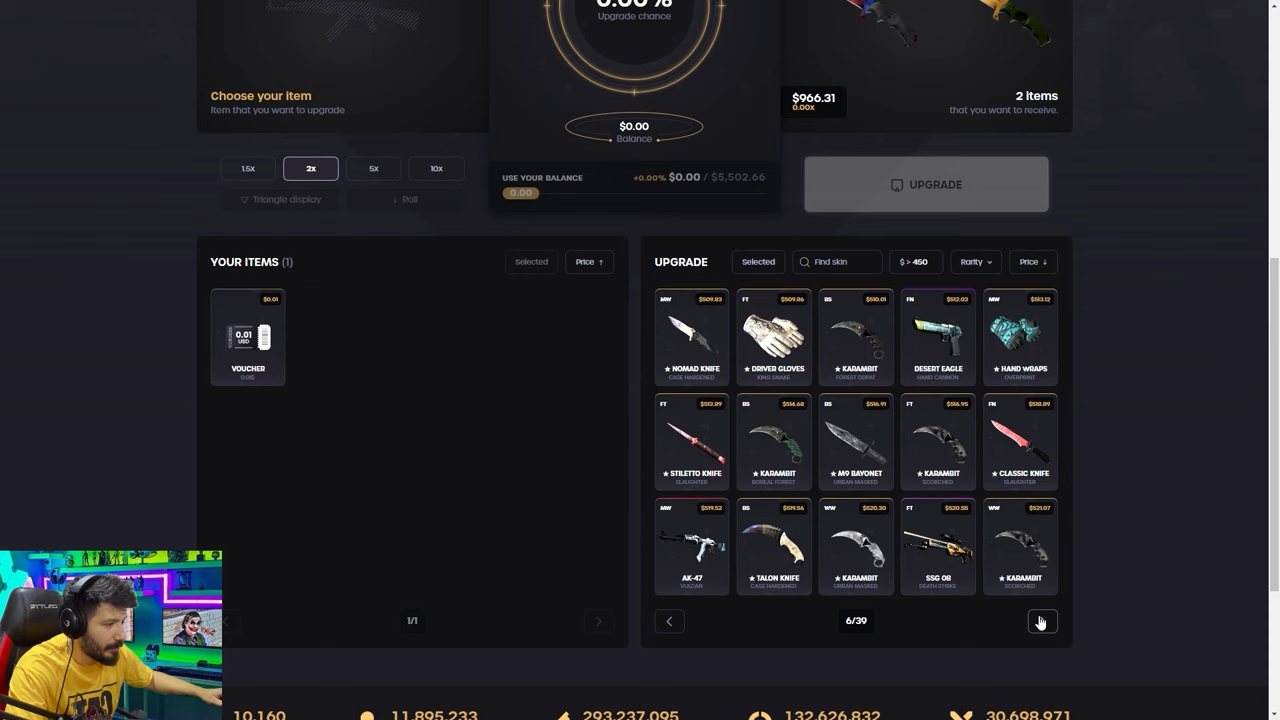 0.00%
Upgrade chance
Choose your item
Item that you want to upgrade
$966.31
0.00x
2 items
that you want to receive.
$0.00
Balance
1.5x
2x
5x
10x
Triangle display
Roll
USE YOUR BALANCE
+0.00% $0.00 / $5,502.66
0.00
UPGRADE
YOUR ITEMS (1)
Selected
Price ↑
UPGRADE
Selected
Find skin
$ > 450
Rarity
Price ↓
$0.01
0.01
USD
VOUCHER
0.01$
MW $509.83
★ NOMAD KNIFE
CASE HARDENED
FT $509.86
★ DRIVER GLOVES
KING SNAKE
BS $510.01
★ KARAMBIT
FOREST DDPAT
FN $512.03
DESERT EAGLE
HAND CANNON
MW $513.12
★ HAND WRAPS
OVERPRINT
FT $513.89
★ STILETTO KNIFE
SLAUGHTER
BS $514.68
★ KARAMBIT
BOREAL FOREST
BS $516.91
★ M9 BAYONET
URBAN MASKED
FT $516.95
★ KARAMBIT
SCORCHED
FN $518.89
★ CLASSIC KNIFE
SLAUGHTER
MW $519.52
AK-47
VULCAN
BS $519.56
★ TALON KNIFE
CASE HARDENED
WW $520.30
★ KARAMBIT
URBAN MASKED
FT $520.55
SSG 08
DEATH STRIKE
WW $521.07
★ KARAMBIT
SCORCHED
1/1
6/39
10,160
11,895,233
293,237,095
132,626,832
30,698,971